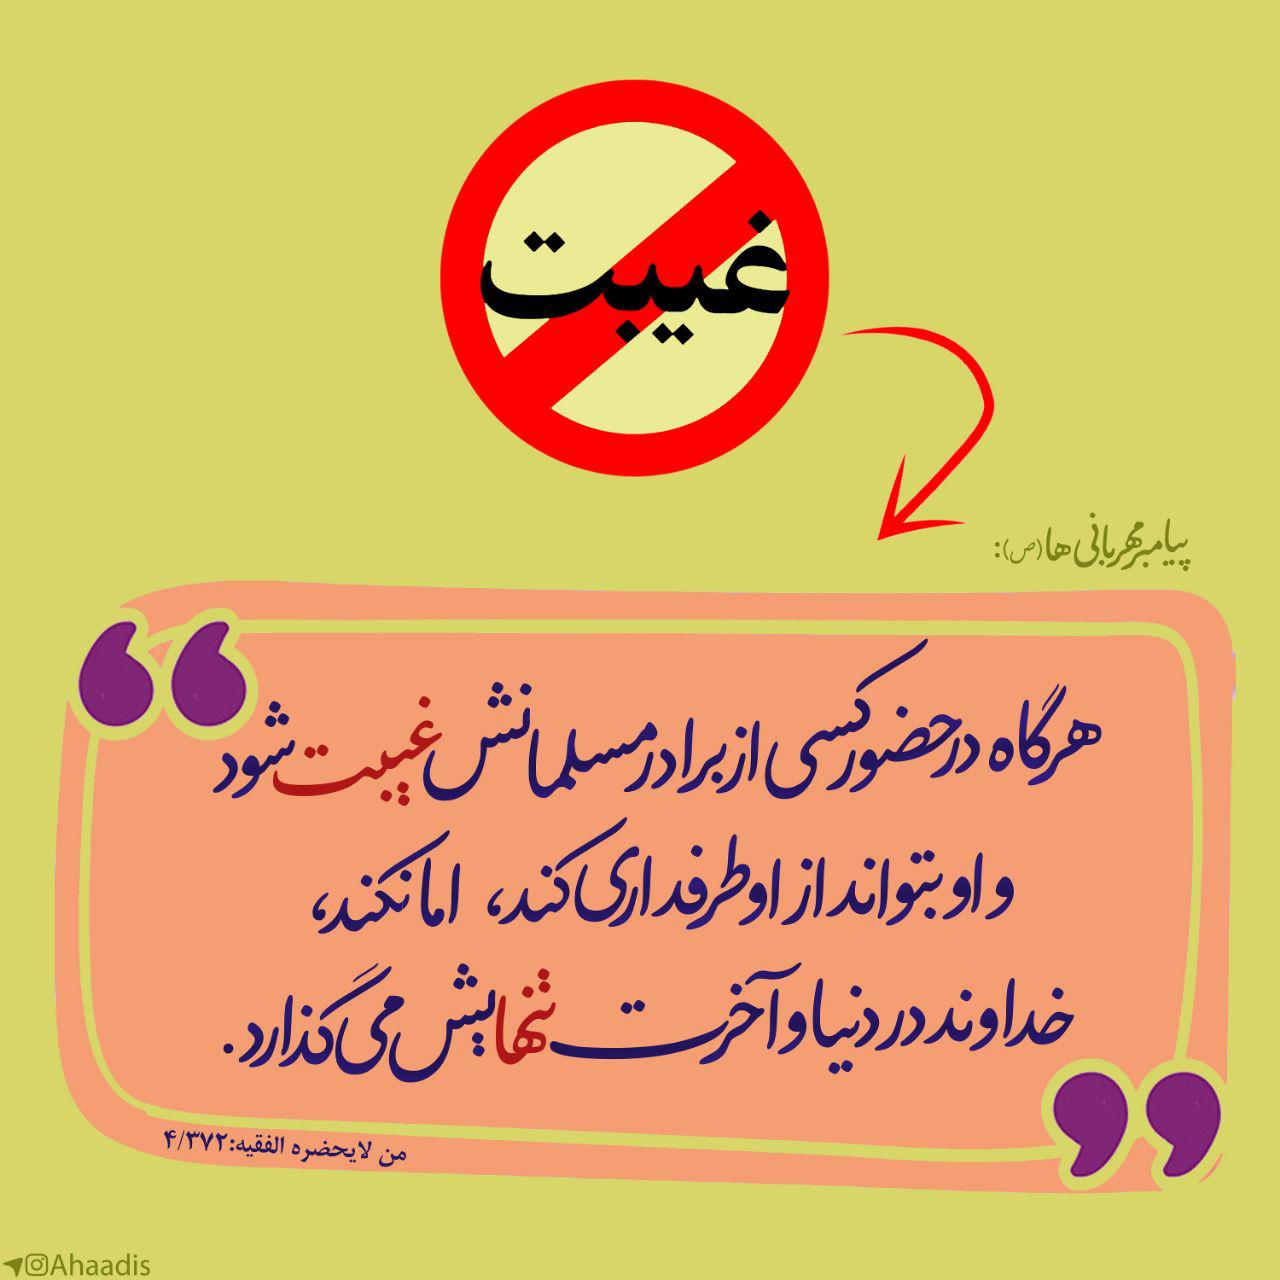 غیبت
پیامبر مهربانی ها (ص):
هرگاه در حضور کسی از برادر مسلمانش غیبت شود
و او بتواند از او طرفداری کند، اما نکند،
خداوند در دنیا و آخرت تنهایش می گذارد.
من لایحضره الفقیه: ۴/۳۷۲
Ahaadis